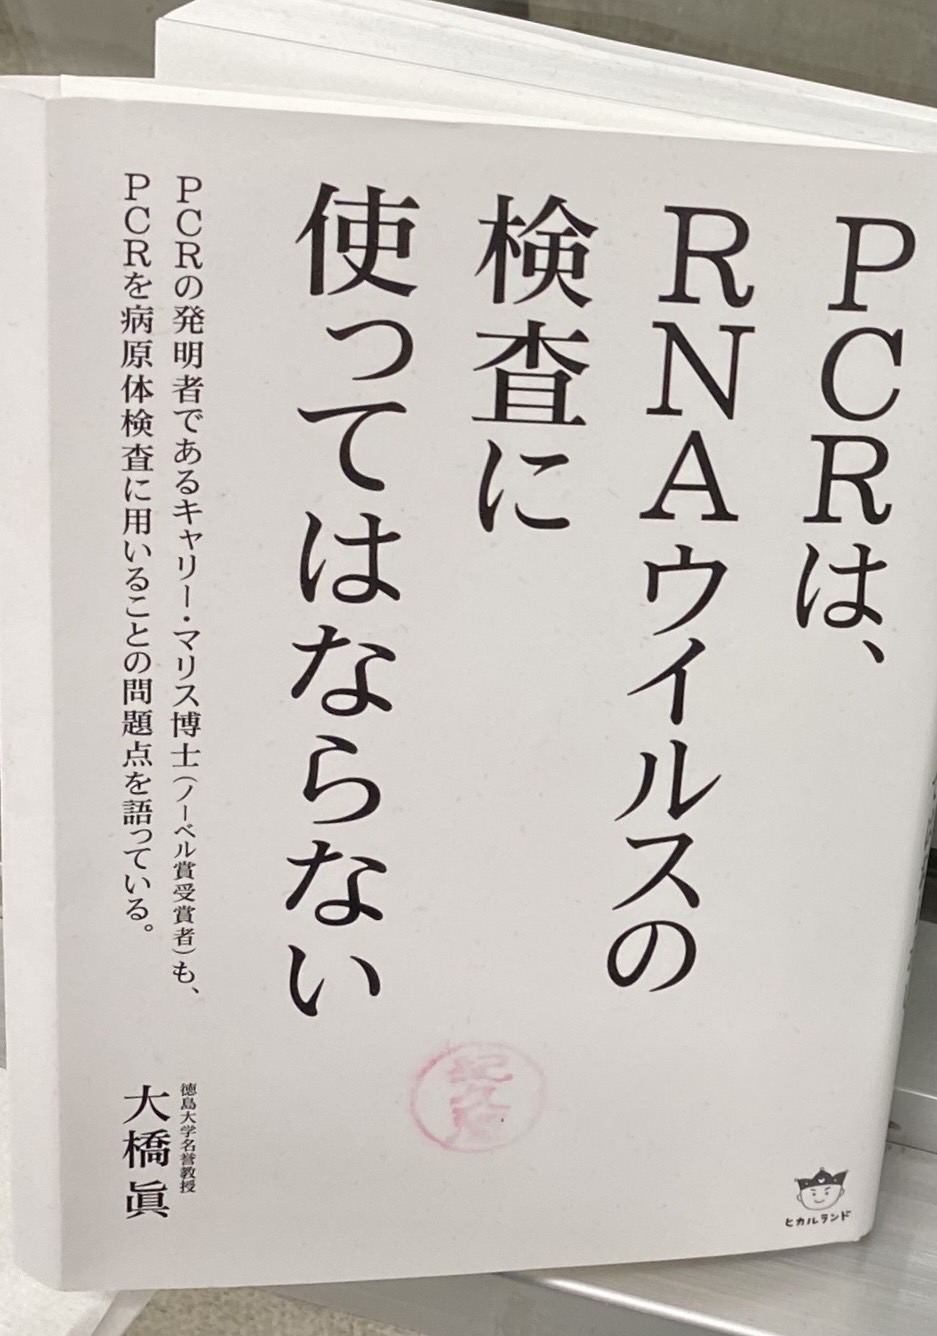 PCRは、
RNAウイルスの
検査に
使ってはならない
PCRの発明者であるキャリー・マリス博士(ノーベル賞受賞者)も、
PCRを病原体検査に用いることの問題点を語っている。
徳島大学名誉教授
大橋 眞
ヒカルランド